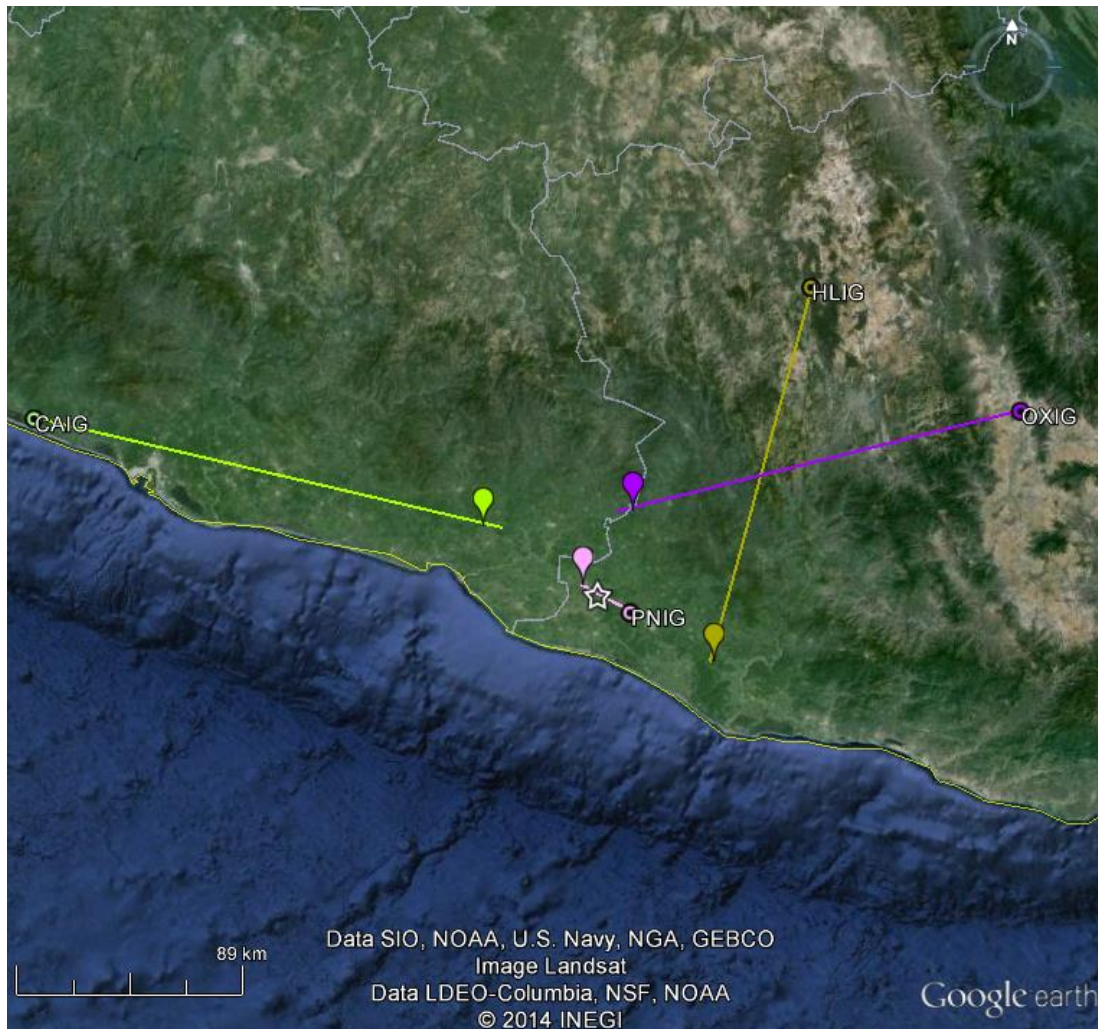 N
HLIG
CAIG
OXIG
PNIG
Data SIO, NOAA, U.S. Navy, NGA, GEBCO
89 km
Image Landsat
Data LDEO-Columbia, NSF, NOAA
Google earth
© 2014 INEGI